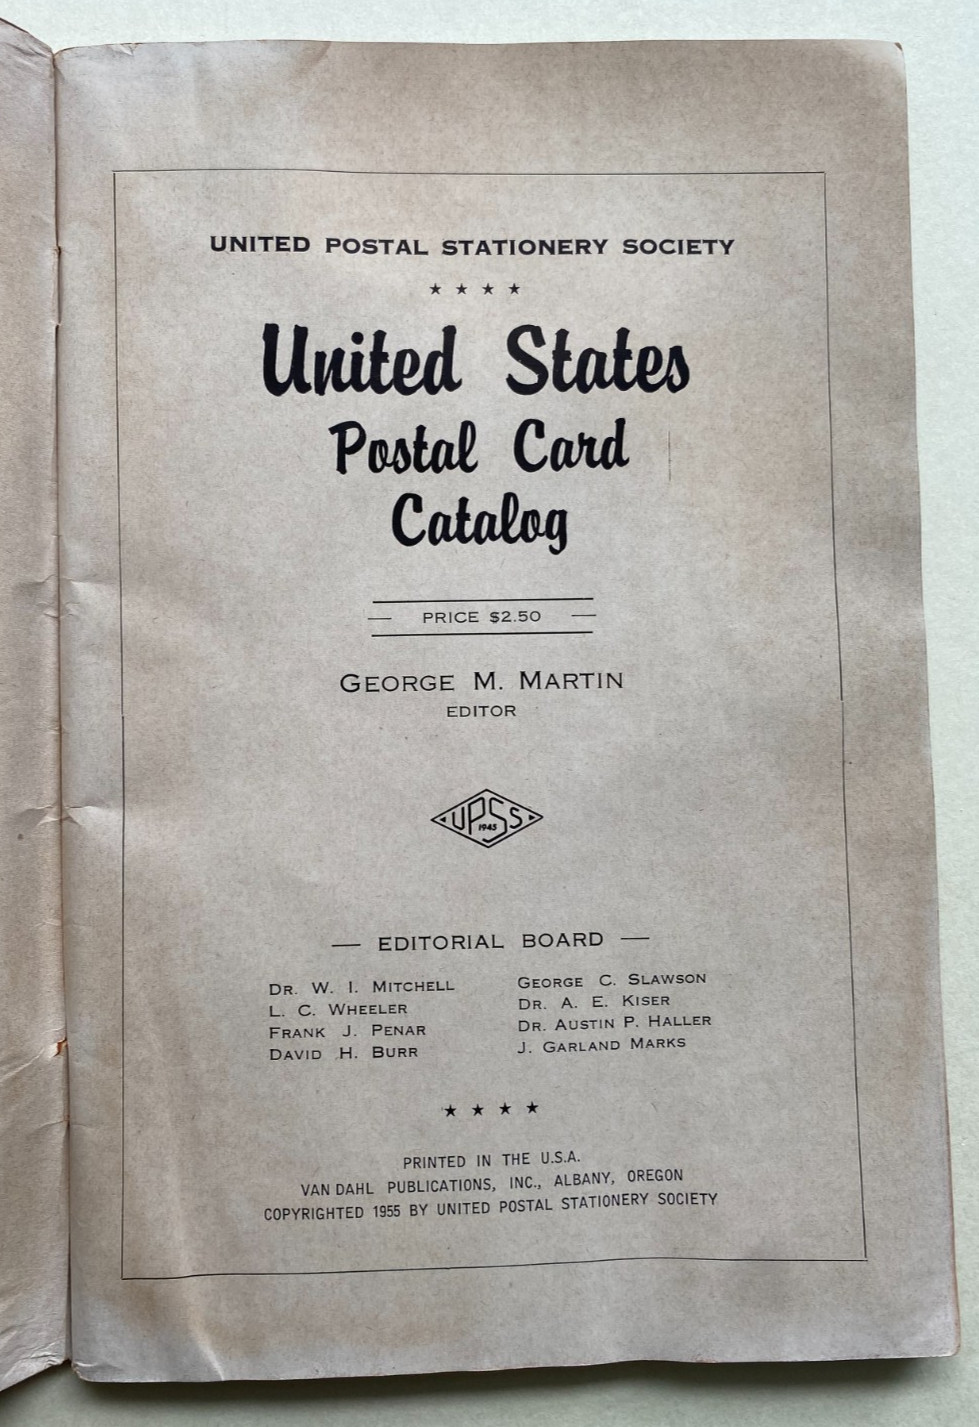 UNITED POSTAL STATIONERY SOCIETY
★ ★ ★ ★
United States
Postal Card
Catalog
— PRICE $2.50 —
GEORGE M. MARTIN
EDITOR
UPSS
1945
— EDITORIAL BOARD —
DR. W. I. MITCHELL
L. C. WHEELER
FRANK J. PENAR
DAVID H. BURR
GEORGE C. SLAWSON
DR. A. E. KISER
DR. AUSTIN P. HALLER
J. GARLAND MARKS
★ ★ ★ ★
PRINTED IN THE U.S.A.
VAN DAHL PUBLICATIONS, INC., ALBANY, OREGON
COPYRIGHTED 1955 BY UNITED POSTAL STATIONERY SOCIETY